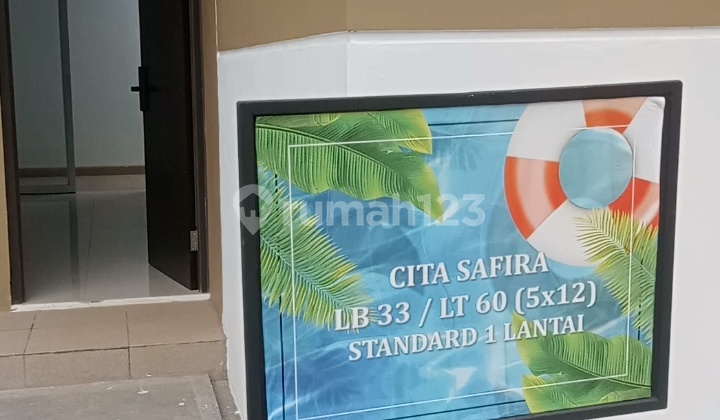 rumah123
CITA SAFIRA
LB 33 / LT 60 (5x12)
STANDARD 1 LANTAI